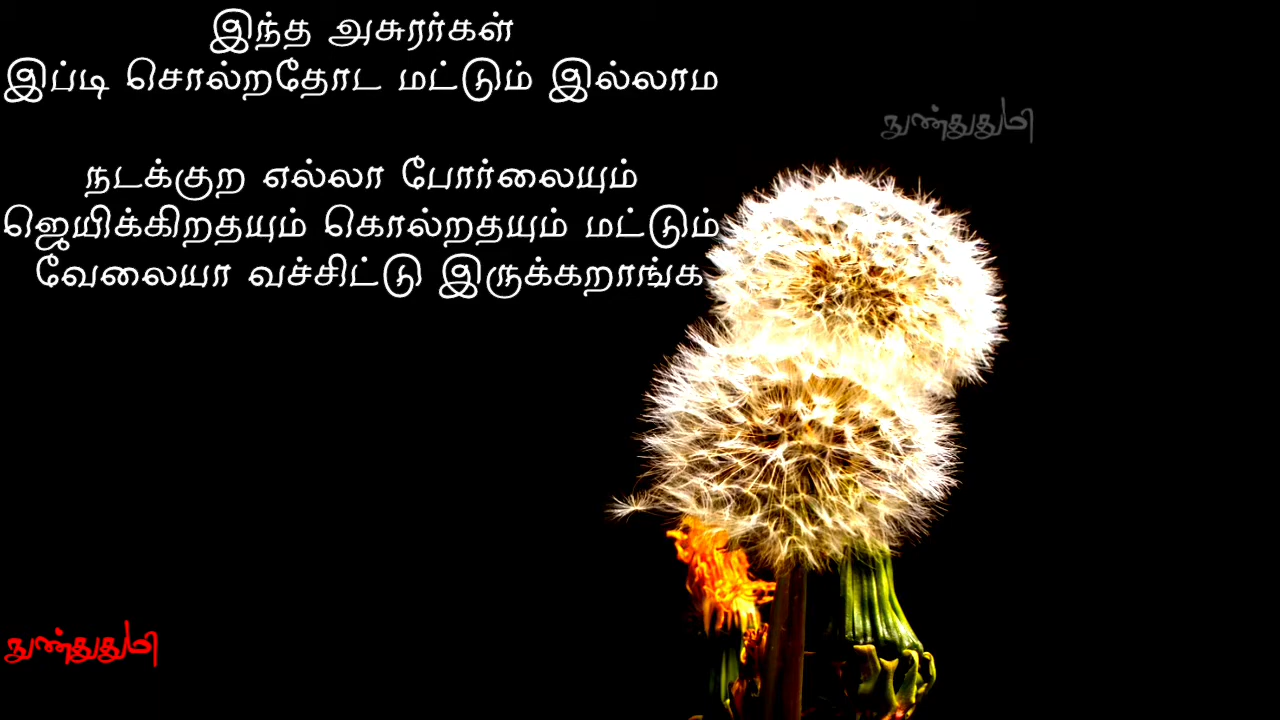 இந்த அசுரர்கள்
இப்டி சொல்றதோட மட்டும் இல்லாம
நடக்குற எல்லா போர்லையும்
ஜெயிக்கிறதயும் கொல்றதயும் மட்டும்
வேலையா வச்சிட்டு இருக்கறாங்க